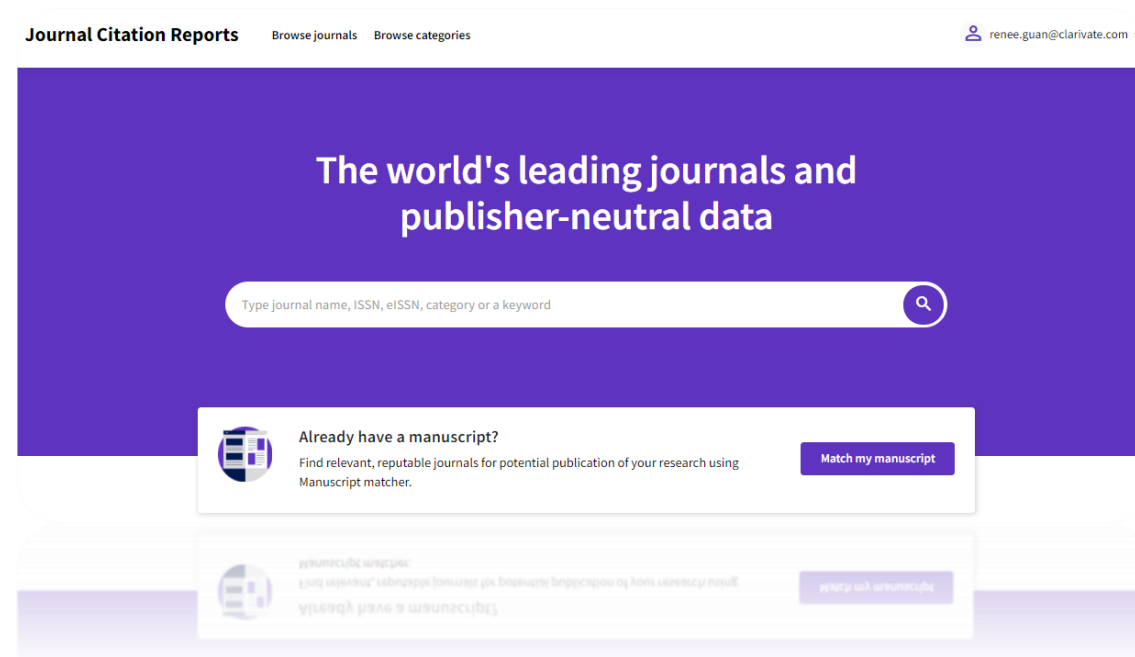 Journal Citation Reports Browse journals Browse categories renee.guan@clarivate.com
The world's leading journals and
publisher-neutral data
Type journal name, ISSN, eISSN, category or a keyword
Already have a manuscript?
Find relevant, reputable journals for potential publication of your research using
Manuscript matcher.
Match my manuscript